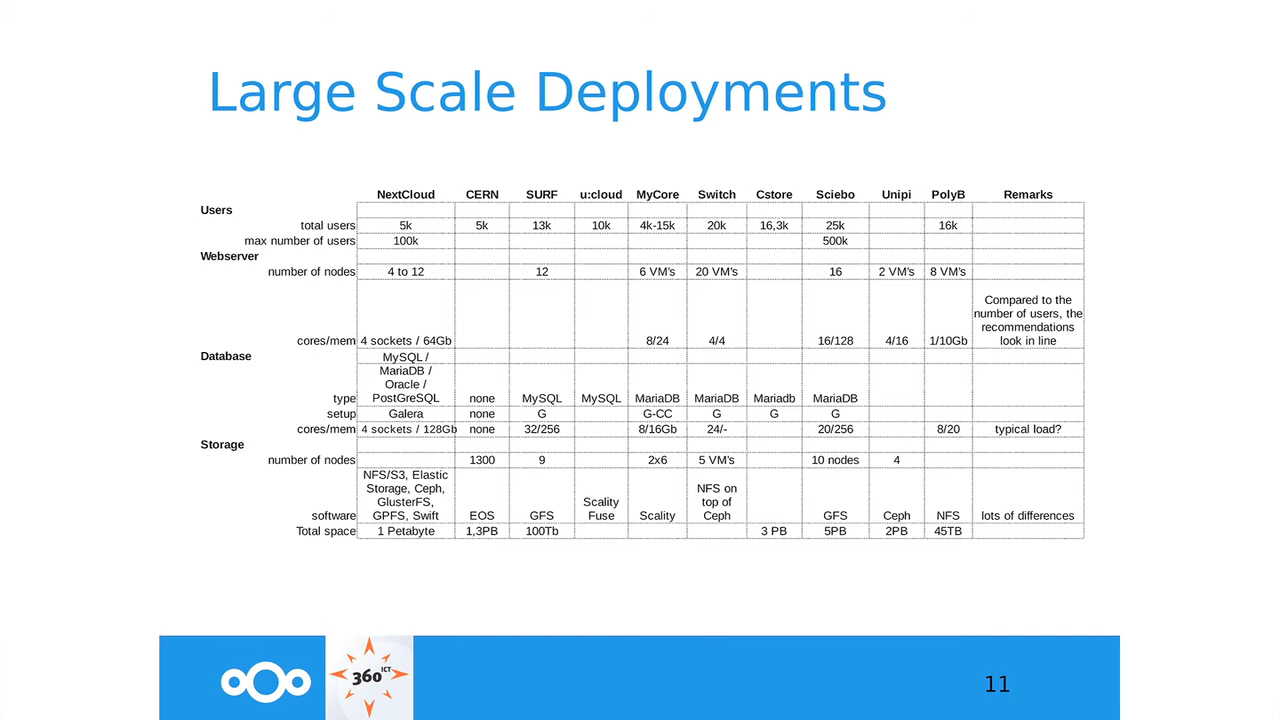 Large Scale Deployments
NextCloud CERN SURF u:cloud MyCore Switch Cstore Sciebo Unipi PolyB Remarks
Users
total users 5k 5k 13k 10k 4k-15k 20k 16,3k 25k 16k
max number of users 100k 500k
Webserver
number of nodes 4 to 12 12 6 VM's 20 VM's 16 2 VM's 8 VM's
Compared to the
number of users, the
recommendations
cores/mem 4 sockets / 64Gb 8/24 4/4 16/128 4/16 1/10Gb look in line
Database MySQL /
MariaDB /
Oracle /
type PostGreSQL none MySQL MySQL MariaDB MariaDB Mariadb MariaDB
setup Galera none G G-CC G G G
cores/mem 4 sockets / 128Gb none 32/256 8/16Gb 24/- 20/256 8/20 typical load?
Storage
number of nodes 1300 9 2x6 5 VM's 10 nodes 4
NFS/S3, Elastic
Storage, Ceph, NFS on
GlusterFS, Scality top of
software GPFS, Swift EOS GFS Fuse Scality Ceph GFS Ceph NFS lots of differences
Total space 1 Petabyte 1,3PB 100Tb 3 PB 5PB 2PB 45TB
360 ICT
11